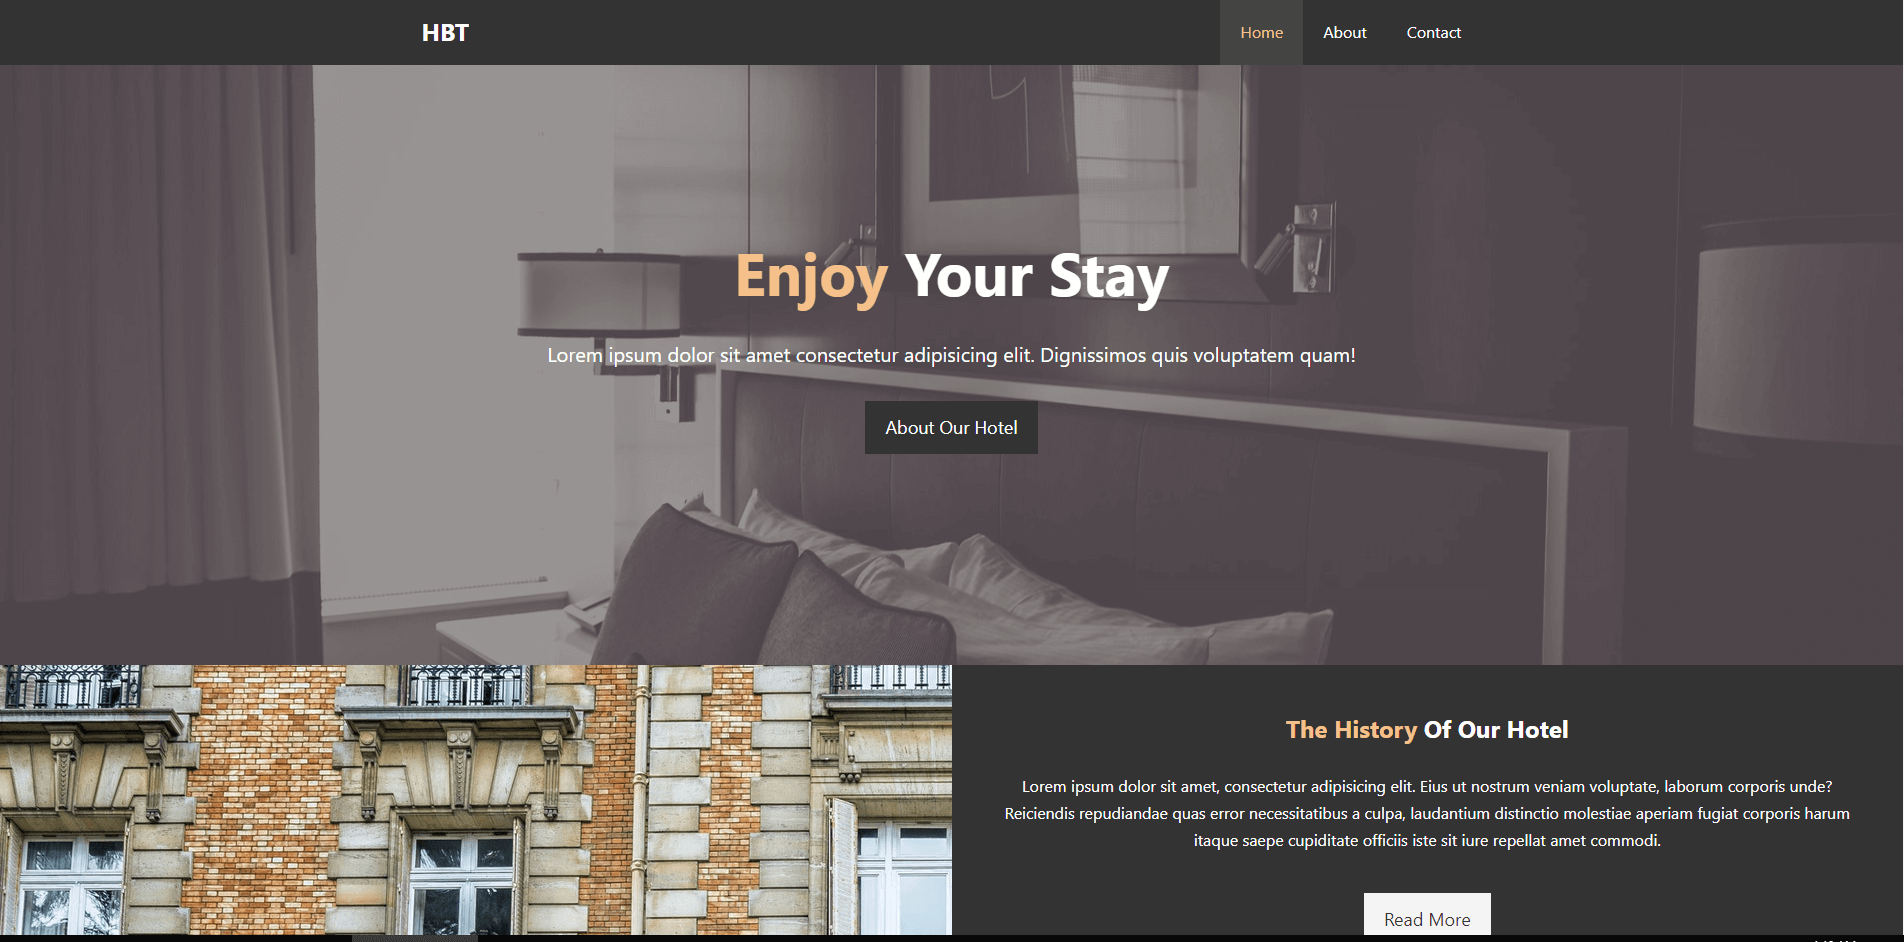 HBT
Home About Contact
Enjoy Your Stay
Lorem ipsum dolor sit amet consectetur adipisicing elit. Dignissimos quis voluptatem quam!
About Our Hotel
The History Of Our Hotel
Lorem ipsum dolor sit amet, consectetur adipisicing elit. Eius ut nostrum veniam voluptate, laborum corporis unde?
Reiciendis repudiandae quas error necessitatibus a culpa, laudantium distinctio molestiae aperiam fugiat corporis harum
itaque saepe cupiditate officiis iste sit iure repellat amet commodi.
Read More